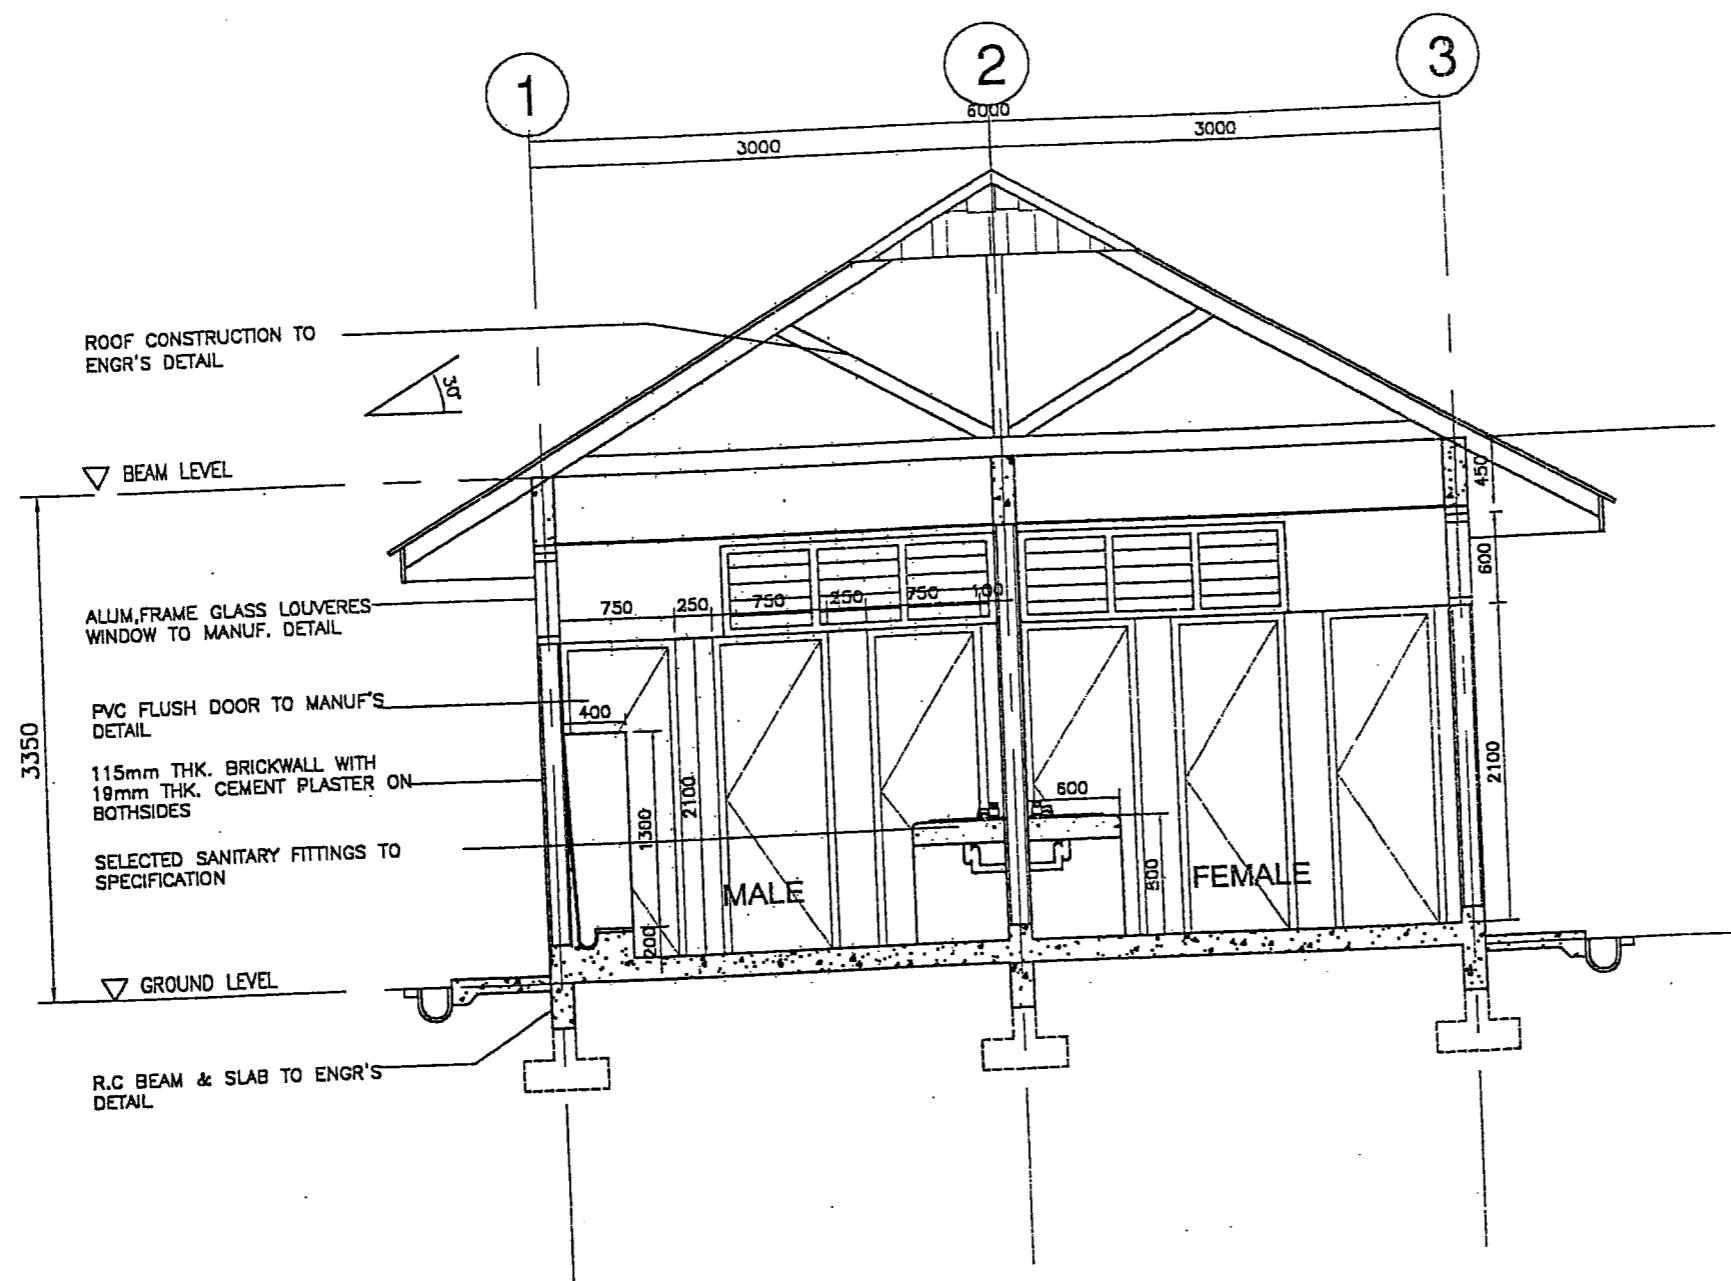 1
2
3
6000
3000
3000
ROOF CONSTRUCTION TO
ENGR'S DETAIL
30°
BEAM LEVEL
450
600
ALUM,FRAME GLASS LOUVERES
WINDOW TO MANUF. DETAIL
750
250
750
250
750
100
PVC FLUSH DOOR TO MANUF'S
DETAIL
400
3350
115mm THK. BRICKWALL WITH
19mm THK. CEMENT PLASTER ON
BOTHSIDES
1300
2100
600
2100
SELECTED SANITARY FITTINGS TO
SPECIFICATION
MALE
800
FEMALE
200
GROUND LEVEL
R.C BEAM & SLAB TO ENGR'S
DETAIL